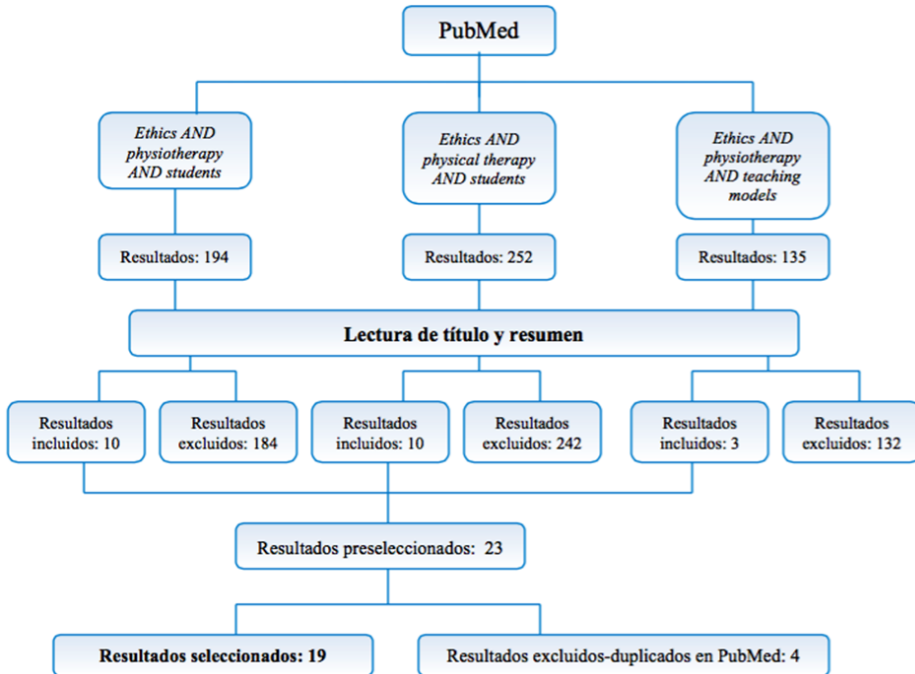 PubMed
Ethics AND
physiotherapy
AND students
Ethics AND
physical therapy
AND students
Ethics AND
physiotherapy
AND teaching
models
Resultados: 194
Resultados: 252
Resultados: 135
Lectura de título y resumen
Resultados
incluidos: 10
Resultados
excluidos: 184
Resultados
incluidos: 10
Resultados
excluidos: 242
Resultados
incluidos: 3
Resultados
excluidos: 132
Resultados preseleccionados: 23
Resultados seleccionados: 19
Resultados excluidos-duplicados en PubMed: 4